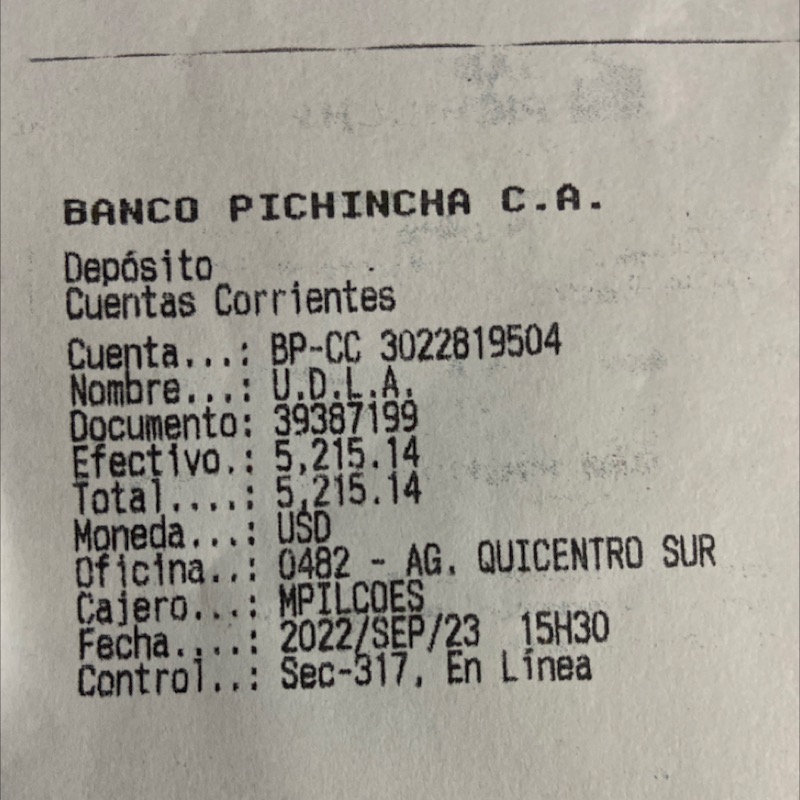 BANCO PICHINCHA C.A.
Depósito
Cuentas Corrientes
Cuenta...: BP-CC 3022819504
Nombre...: U.D.L.A.
Documento: 39387199
Efectivo.: 5,215.14
Total....: 5,215.14
Moneda...: USD
Oficina..: 0482 - AG. QUICENTRO SUR
Cajero...: MPILCOES
Fecha....: 2022/SEP/23 15H30
Control..: Sec-317, En Línea